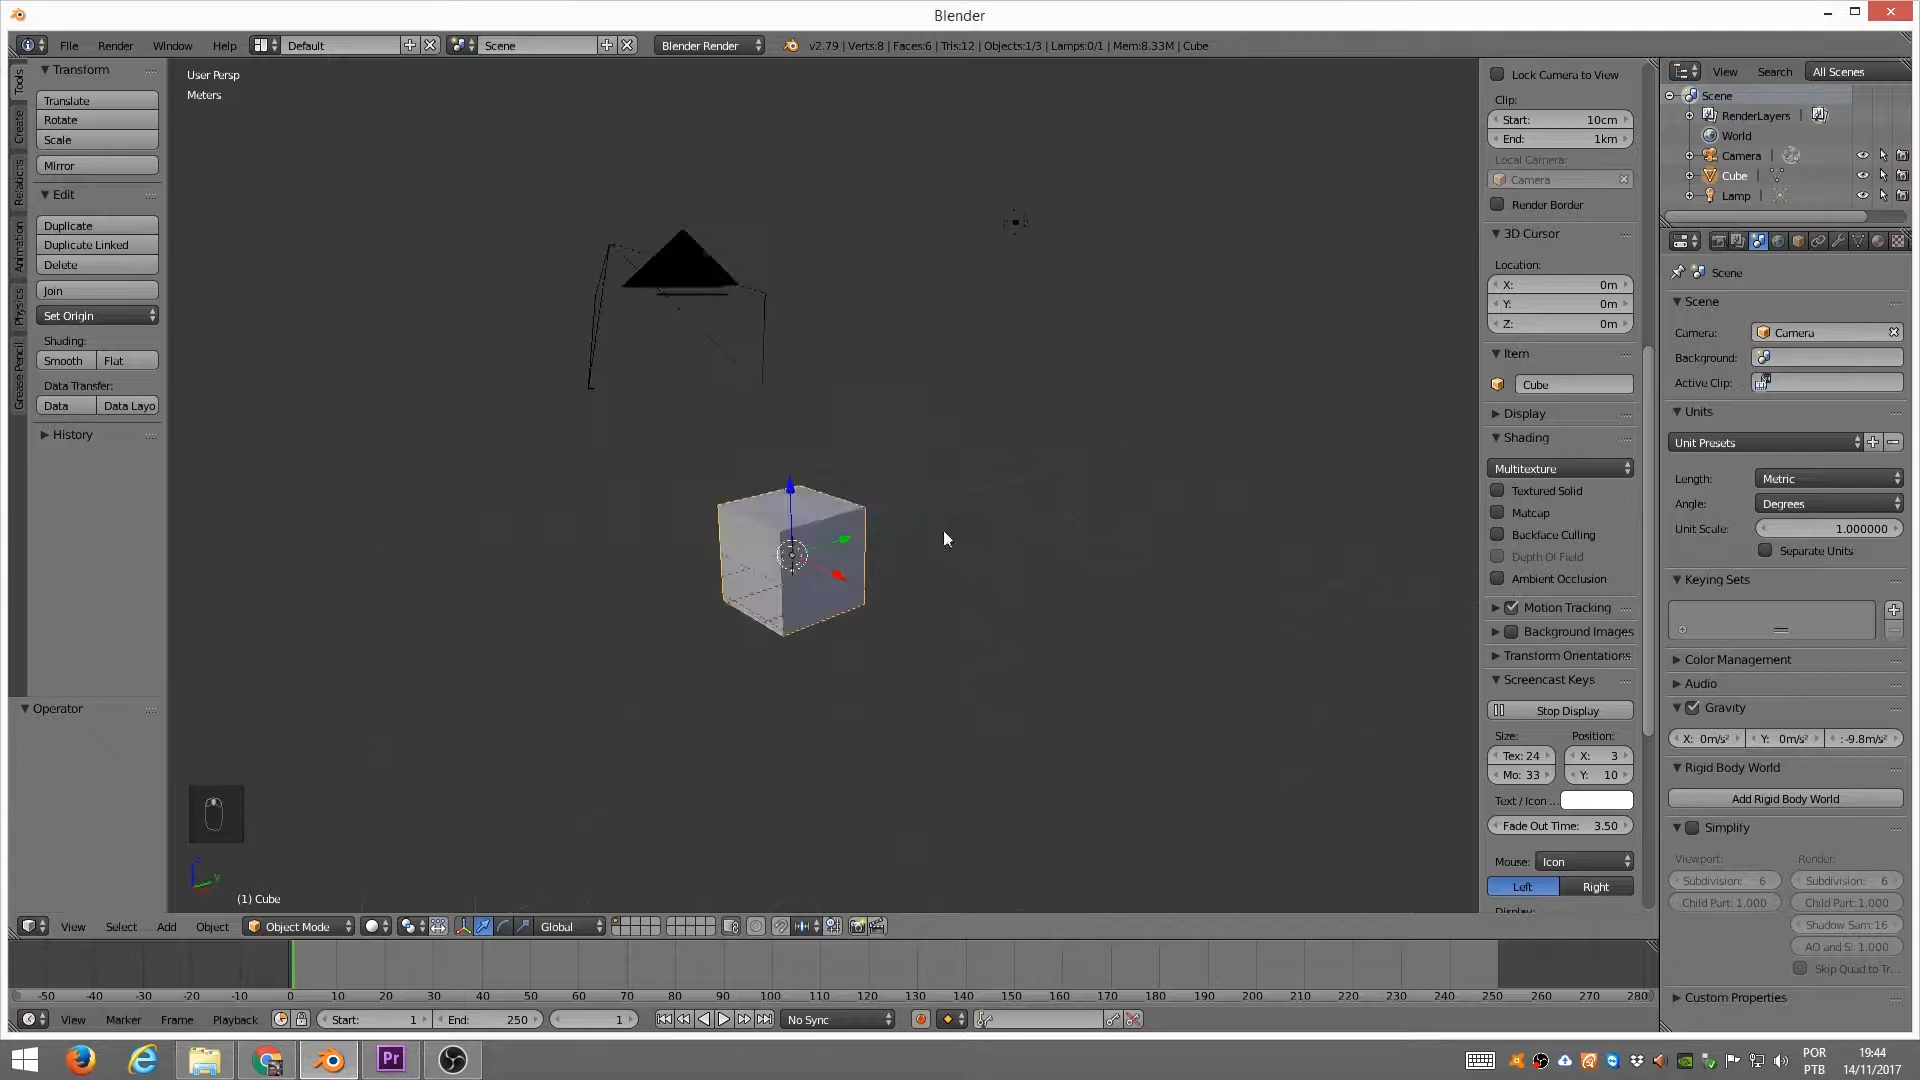 Blender
File Render Window Help Default Scene Blender Render v2.79 | Verts:8 | Faces:6 | Tris:12 | Objects:1/3 | Lamps:0/1 | Mem:8.33M | Cube
Tools
Create
Relations
Animation
Physics
Grease Pencil
Transform
Translate
Rotate
Scale
Mirror
Edit
Duplicate
Duplicate Linked
Delete
Join
Set Origin
Shading:
Smooth Flat
Data Transfer:
Data Data Layo
History
Operator
User Persp
Meters
(1) Cube
Lock Camera to View
Clip:
Start: 10cm
End: 1km
Local Camera:
Camera
Render Border
3D Cursor
Location:
X: 0m
Y: 0m
Z: 0m
Item
Cube
Display
Shading
Multitexture
Textured Solid
Matcap
Backface Culling
Depth Of Field
Ambient Occlusion
Motion Tracking
Background Images
Transform Orientations
Screencast Keys
Stop Display
Size: Position:
Tex: 24 X: 3
Mo: 33 Y: 10
Text / Icon ...
Fade Out Time: 3.50
Mouse: Icon
Left Right
View Search All Scenes
Scene
RenderLayers
World
Camera
Cube
Lamp
Scene
Scene
Camera: Camera
Background:
Active Clip:
Units
Unit Presets
Length: Metric
Angle: Degrees
Unit Scale: 1.000000
Separate Units
Keying Sets
Color Management
Audio
Gravity
X: 0m/s² Y: 0m/s² : -9.8m/s²
Rigid Body World
Add Rigid Body World
Simplify
Viewport: Render:
Subdivision: 6 Subdivision: 6
Child Part: 1.000 Child Part: 1.000
Shadow Sam:16
AO and S: 1.000
Skip Quad to Tr...
Custom Properties
View Select Add Object Object Mode Global
-50 -40 -30 -20 -10 0 10 20 30 40 50 60 70 80 90 100 110 120 130 140 150 160 170 180 190 200 210 220 230 240 250 260 270 280
View Marker Frame Playback Start: 1 End: 250 1 No Sync
Pr
POR 19:44
PTB 14/11/2017